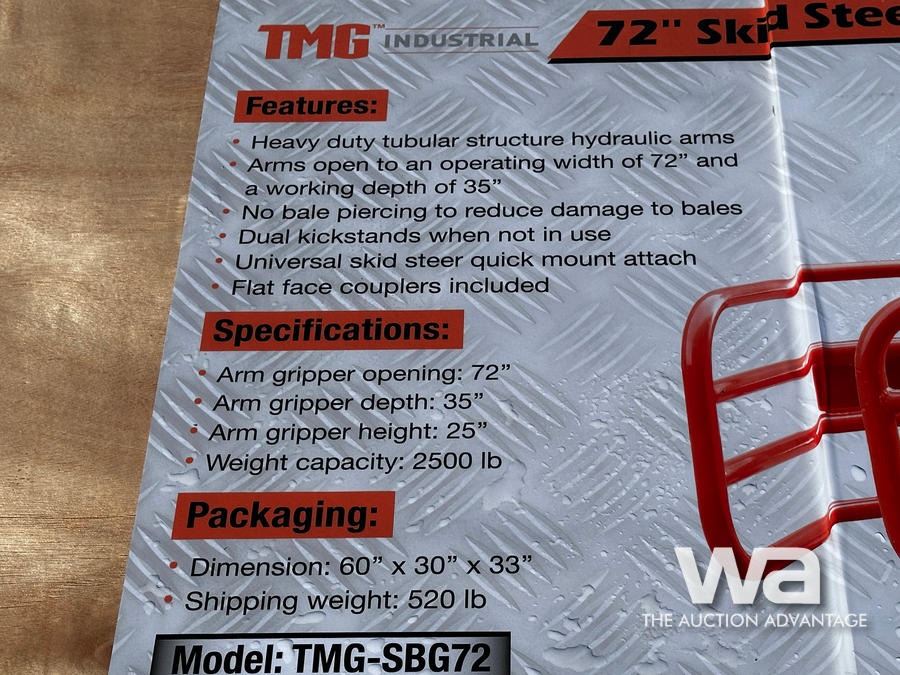 TMG™ INDUSTRIAL
72" Skid Stee
Features:
• Heavy duty tubular structure hydraulic arms
• Arms open to an operating width of 72” and
a working depth of 35”
• No bale piercing to reduce damage to bales
• Dual kickstands when not in use
• Universal skid steer quick mount attach
• Flat face couplers included
Specifications:
• Arm gripper opening: 72”
• Arm gripper depth: 35”
• Arm gripper height: 25”
• Weight capacity: 2500 lb
Packaging:
• Dimension: 60” x 30” x 33”
• Shipping weight: 520 lb
Model: TMG-SBG72
wa
THE AUCTION ADVANTAGE